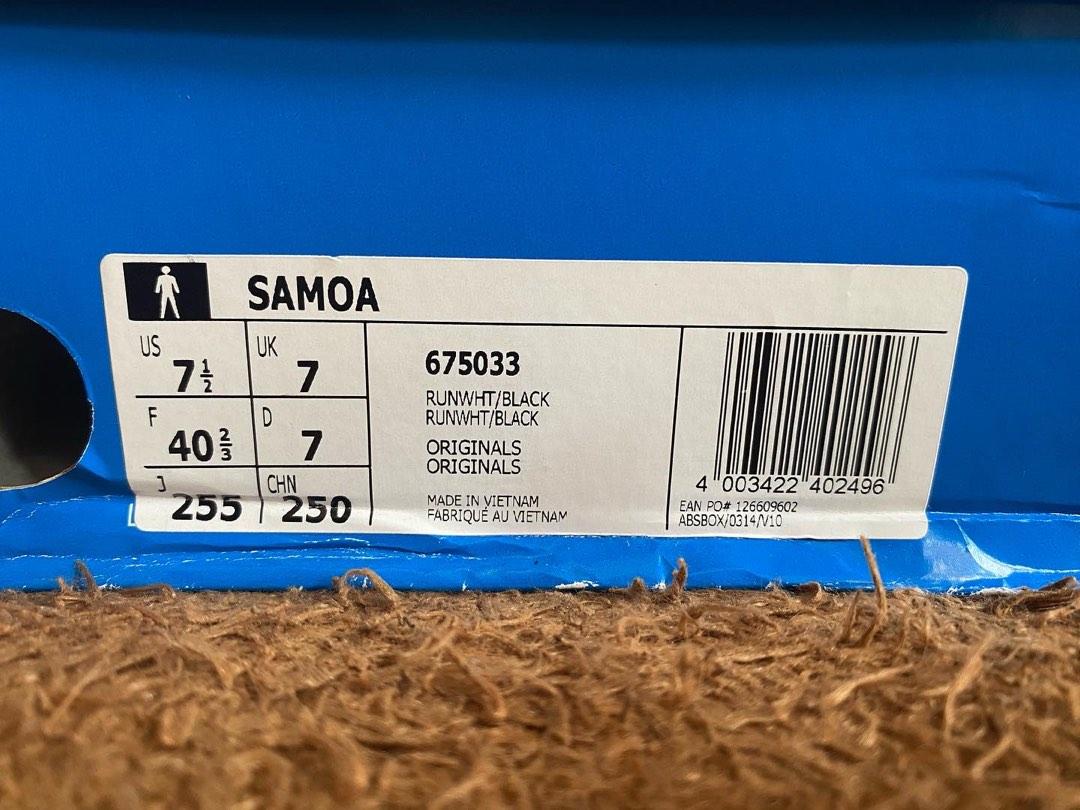 SAMOA
US 7 1/2 UK 7
F 40 2/3 D 7
J 255 CHN 250
675033
RUNWHT/BLACK
RUNWHT/BLACK
ORIGINALS
ORIGINALS
MADE IN VIETNAM
FABRIQUÉ AU VIETNAM
4 003422 402496
EAN PO# 126609602
ABSBOX/0314/V10